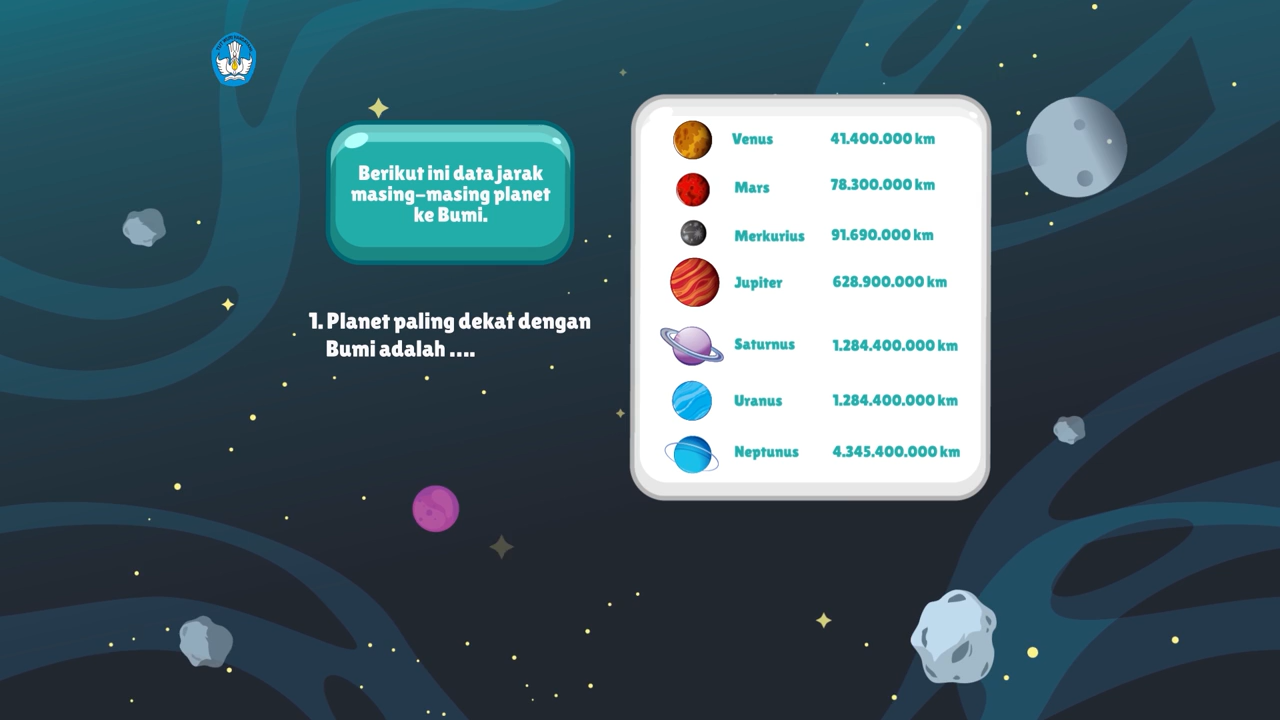 Berikut ini data jarak
masing-masing planet
ke Bumi.
1. Planet paling dekat dengan
Bumi adalah ....
Venus 41.400.000 km
Mars 78.300.000 km
Merkurius 91.690.000 km
Jupiter 628.900.000 km
Saturnus 1.284.400.000 km
Uranus 1.284.400.000 km
Neptunus 4.345.400.000 km